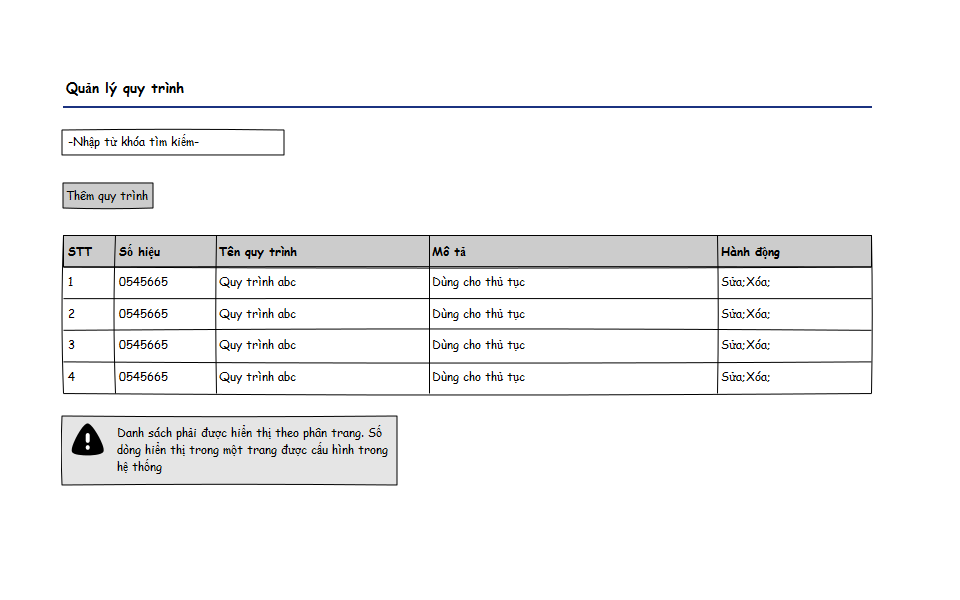 Quản lý quy trình
-Nhập từ khóa tìm kiếm-
Thêm quy trình
STT Số hiệu Tên quy trình Mô tả Hành động
1 0545665 Quy trình abc Dùng cho thủ tục Sửa;Xóa;
2 0545665 Quy trình abc Dùng cho thủ tục Sửa;Xóa;
3 0545665 Quy trình abc Dùng cho thủ tục Sửa;Xóa;
4 0545665 Quy trình abc Dùng cho thủ tục Sửa;Xóa;
Danh sách phải được hiển thị theo phân trang. Số
dòng hiển thị trong một trang được cấu hình trong
hệ thống